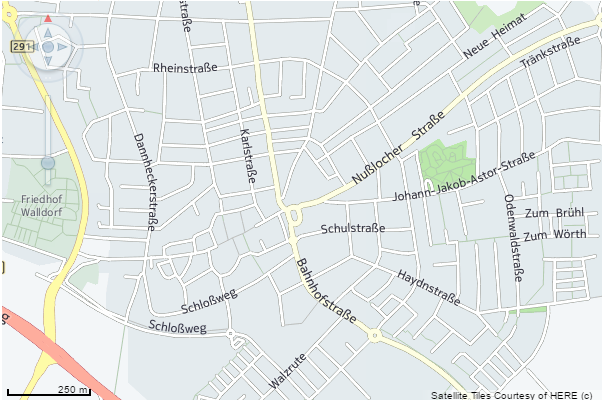 straße
Neue Heimat
Tränkstraße
291
Rheinstraße
Nußlocher Straße
Karlstraße
Dannheckerstraße
Johann-Jakob-Astor-Straße
Friedhof
Walldorf
Odenwaldstraße
Zum Brühl
Schulstraße
Zum Wörth
Bahnhofstraße
Haydnstraße
Schloßweg
Schloßweg
g
Walzrute
250 m
Satellite Tiles Courtesy of HERE (c)